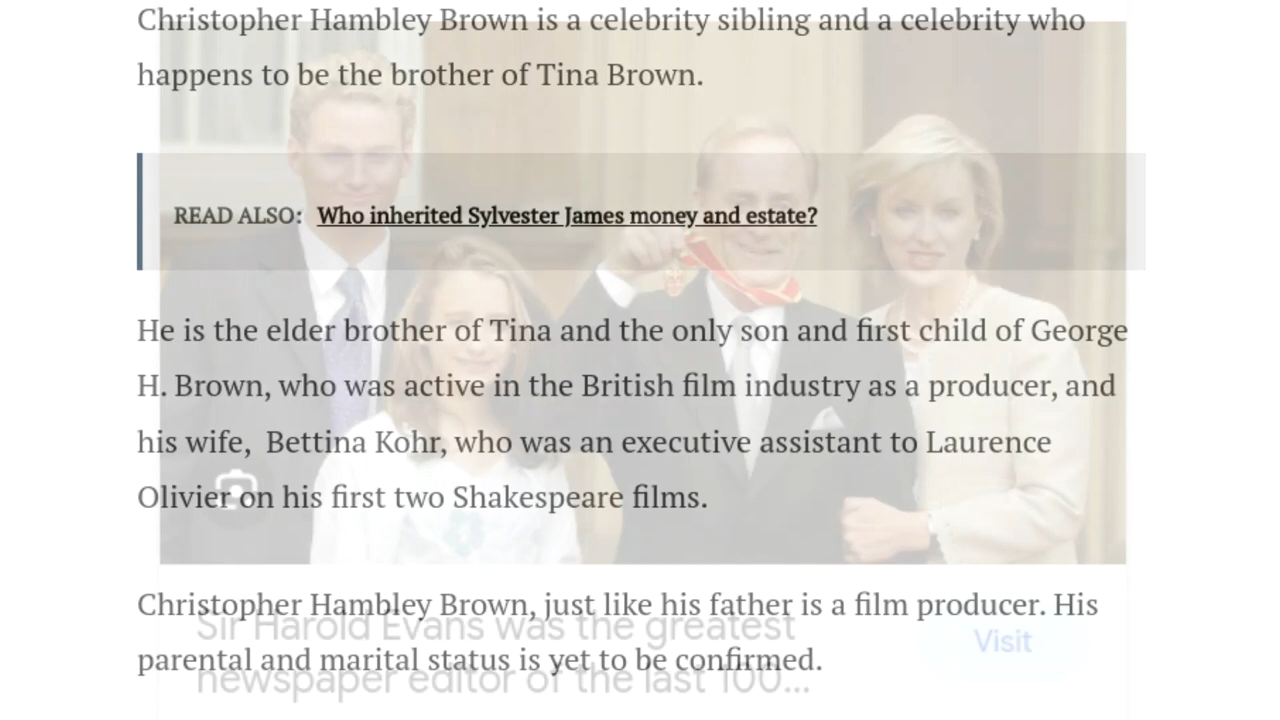 Christopher Hambley Brown is a celebrity sibling and a celebrity who
happens to be the brother of Tina Brown.
READ ALSO: Who inherited Sylvester James money and estate?
He is the elder brother of Tina and the only son and first child of George
H. Brown, who was active in the British film industry as a producer, and
his wife, Bettina Kohr, who was an executive assistant to Laurence
Olivier on his first two Shakespeare films.
Christopher Hambley Brown, just like his father is a film producer. His
parental and marital status is yet to be confirmed.
Sir Harold Evans was the greatest
newspaper editor of the last 100...
Visit